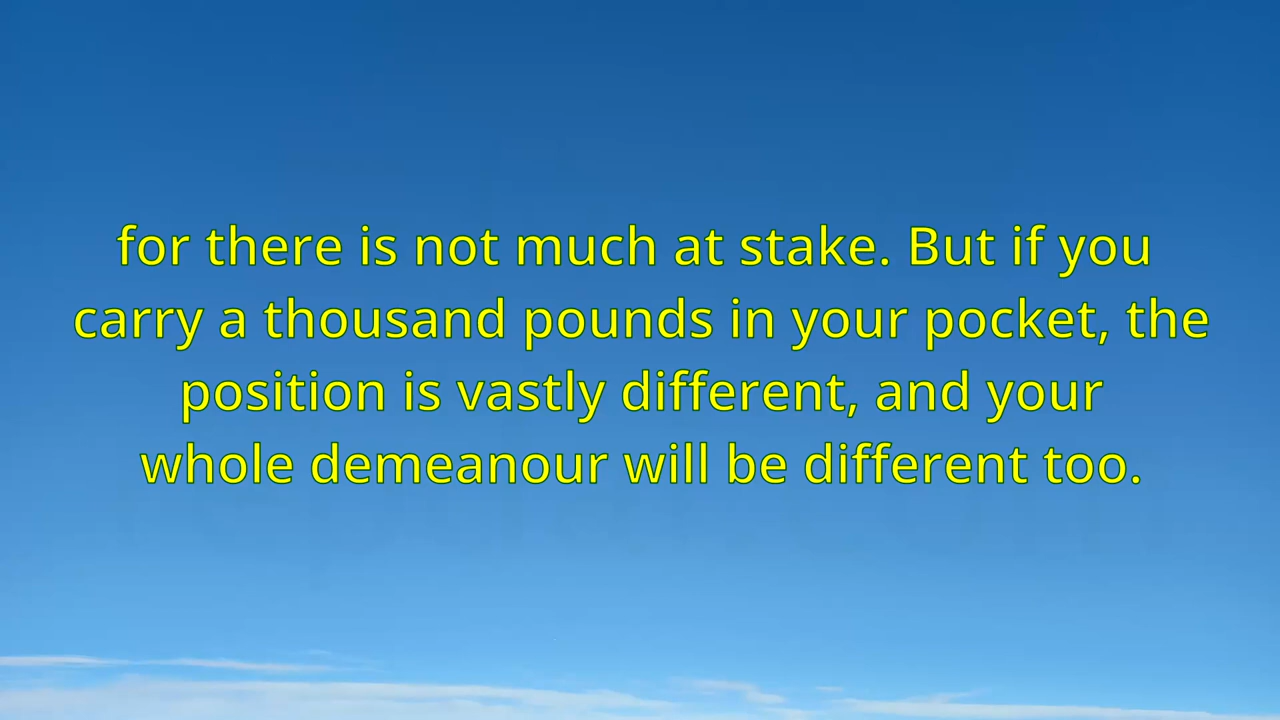 for there is not much at stake. But if you
carry a thousand pounds in your pocket, the
position is vastly different, and your
whole demeanour will be different too.